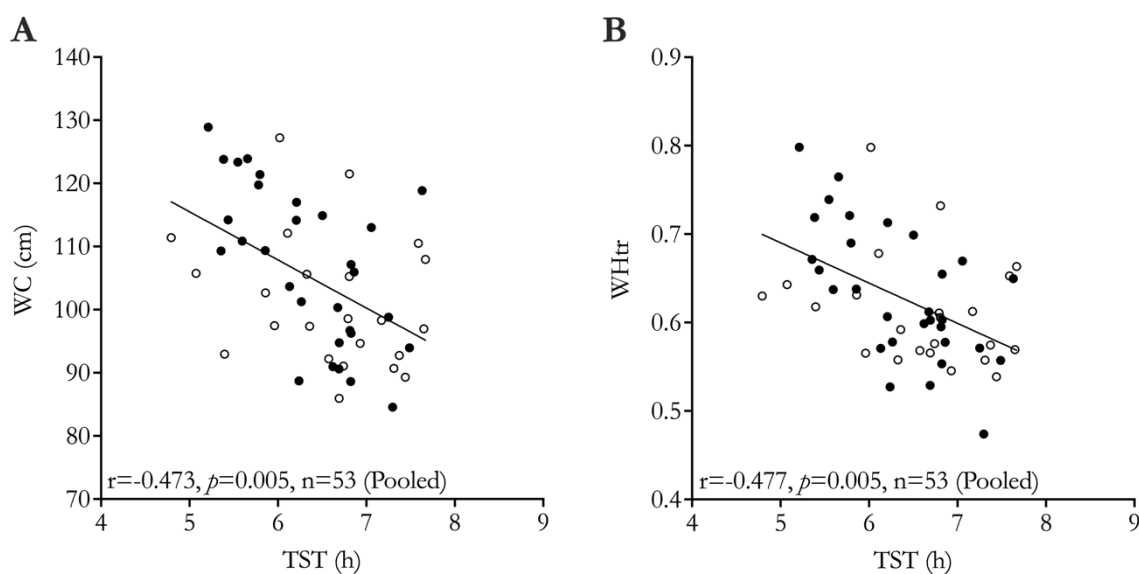 A
140
130
120
110
100
90
80
70
WC (cm)
r=-0.473, p=0.005, n=53 (Pooled)
4 5 6 7 8 9
TST (h)
B
0.9
0.8
0.7
0.6
0.5
0.4
WHtr
r=-0.477, p=0.005, n=53 (Pooled)
4 5 6 7 8 9
TST (h)